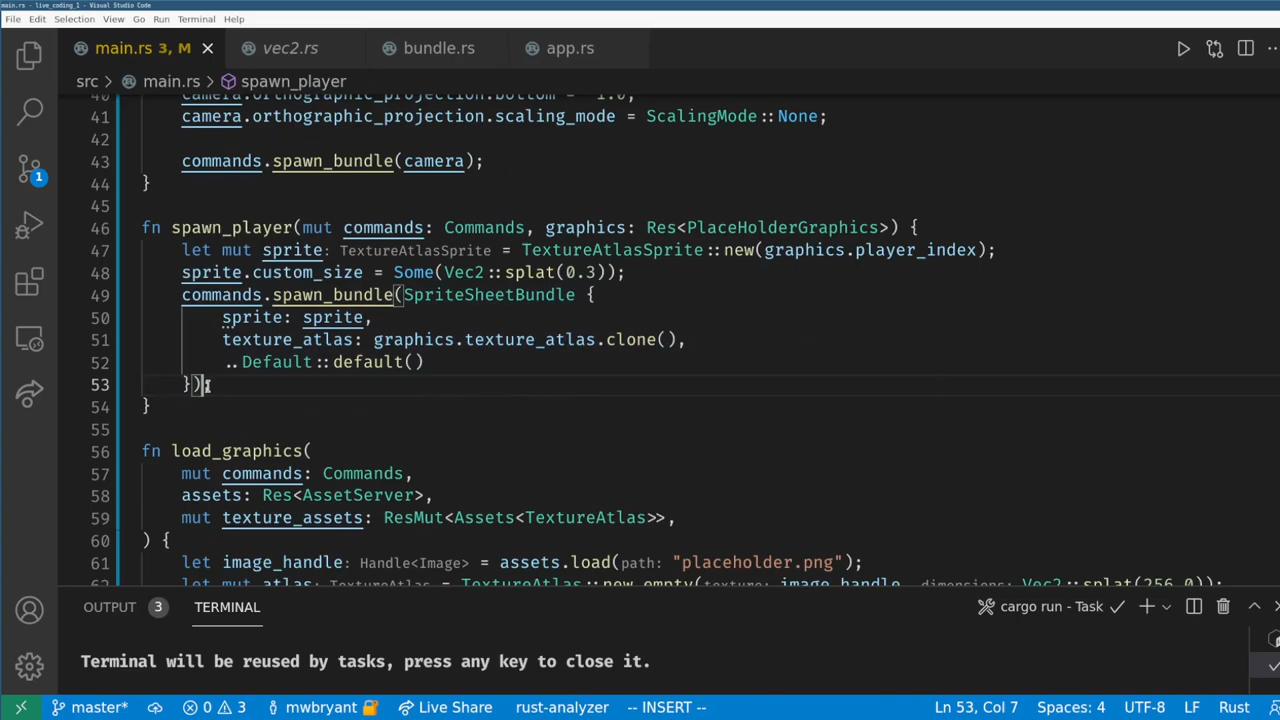 main.rs - live_coding_1 - Visual Studio Code
File Edit Selection View Go Run Terminal Help
main.rs 3, M vec2.rs bundle.rs app.rs
src > main.rs > spawn_player
40 camera.orthographic_projection.bottom = -1.0;
41 camera.orthographic_projection.scaling_mode = ScalingMode::None;
42
43 commands.spawn_bundle(camera);
44 }
45
46 fn spawn_player(mut commands: Commands, graphics: Res<PlaceHolderGraphics>) {
47 let mut sprite: TextureAtlasSprite = TextureAtlasSprite::new(graphics.player_index);
48 sprite.custom_size = Some(Vec2::splat(0.3));
49 commands.spawn_bundle(SpriteSheetBundle {
50 sprite: sprite,
51 texture_atlas: graphics.texture_atlas.clone(),
52 ..Default::default()
53 })
54 }
55
56 fn load_graphics(
57 mut commands: Commands,
58 assets: Res<AssetServer>,
59 mut texture_assets: ResMut<Assets<TextureAtlas>>,
60 ) {
61 let image_handle: Handle<Image> = assets.load(path: "placeholder.png");
62 let mut atlas: TextureAtlas = TextureAtlas::new_empty(texture: image_handle, dimensions: Vec2::splat(256.0));
OUTPUT 3 TERMINAL cargo run - Task
Terminal will be reused by tasks, press any key to close it.
1
master* 0 3 mwbryant Live Share rust-analyzer -- INSERT -- Ln 53, Col 7 Spaces: 4 UTF-8 LF Rust